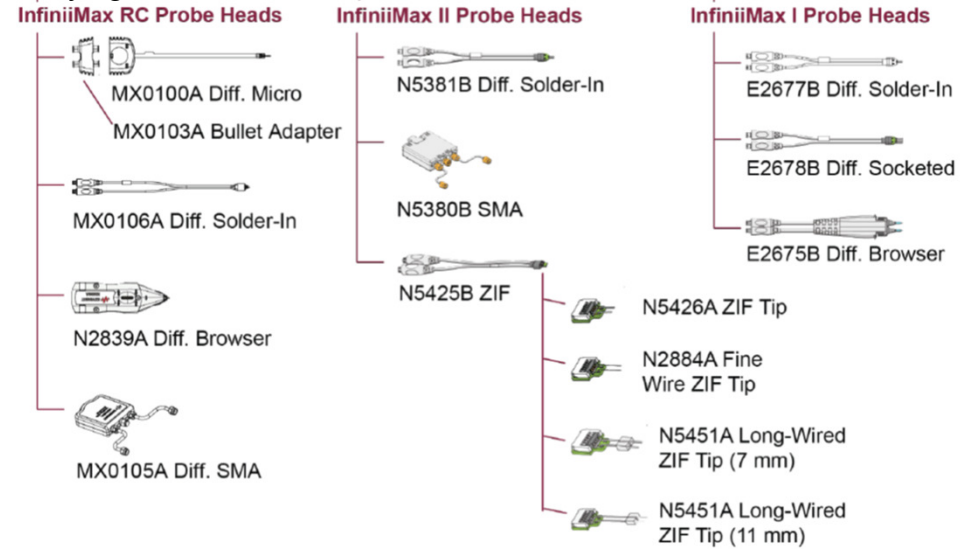 InfiniiMax RC Probe Heads
MX0100A Diff. Micro
MX0103A Bullet Adapter
MX0106A Diff. Solder-In
N2839A Diff. Browser
MX0105A Diff. SMA
InfiniiMax II Probe Heads
N5381B Diff. Solder-In
N5380B SMA
N5425B ZIF
N5426A ZIF Tip
N2884A Fine
Wire ZIF Tip
N5451A Long-Wired
ZIF Tip (7 mm)
N5451A Long-Wired
ZIF Tip (11 mm)
InfiniiMax I Probe Heads
E2677B Diff. Solder-In
E2678B Diff. Socketed
E2675B Diff. Browser